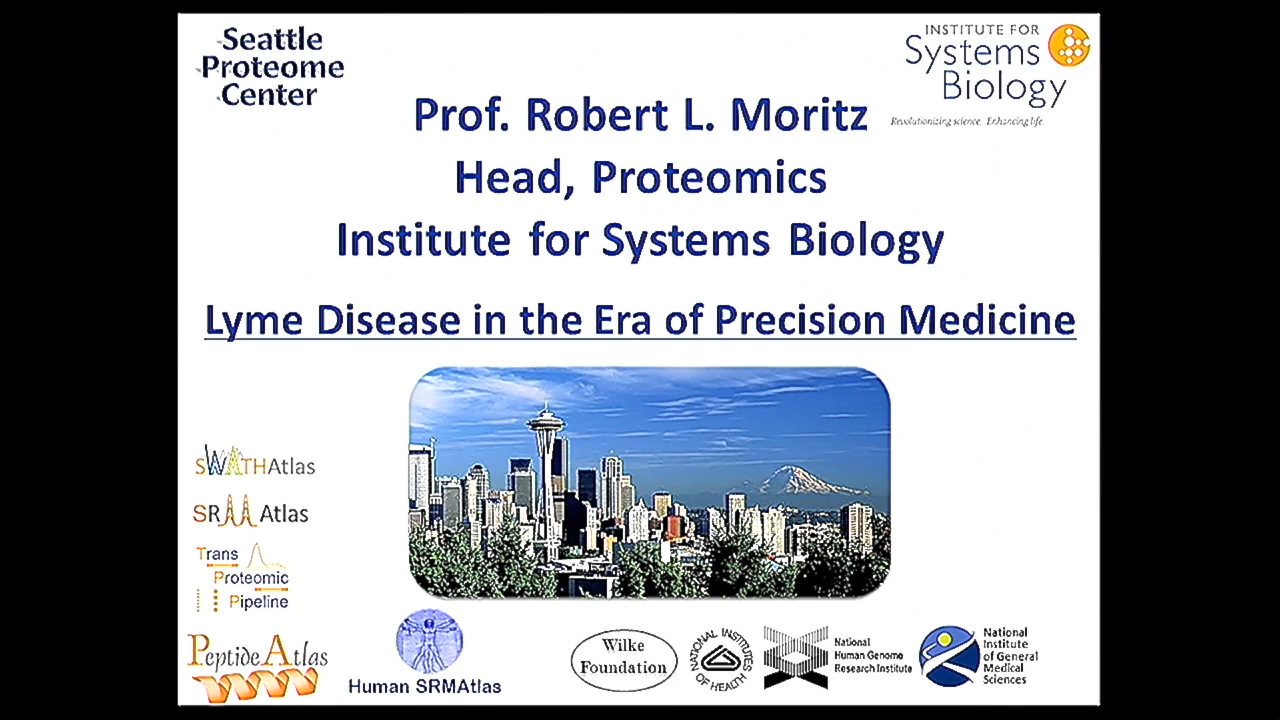 Seattle
Proteome
Center
INSTITUTE FOR
Systems
Biology
Revolutionizing science. Enhancing life.
Prof. Robert L. Moritz
Head, Proteomics
Institute for Systems Biology
Lyme Disease in the Era of Precision Medicine
SWATHAtlas
SRM Atlas
Trans
Proteomic
Pipeline
PeptideAtlas
Human SRMAtlas
Wilke
Foundation
NATIONAL INSTITUTES
OF HEALTH
National
Human Genome
Research Institute
National
Institute
of General
Medical
Sciences